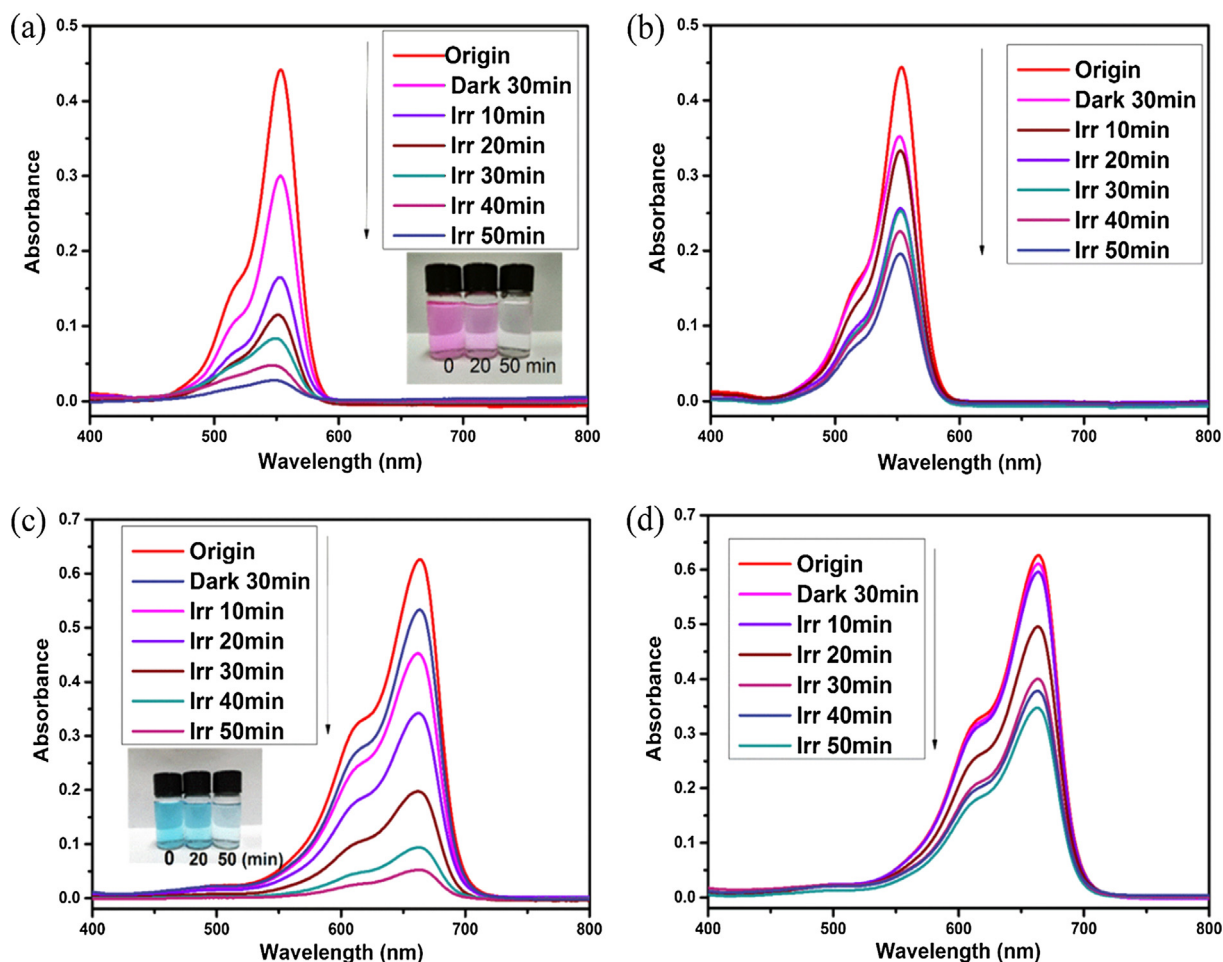 (a)
Absorbance
0.5
0.4
0.3
0.2
0.1
0.0
Origin
Dark 30min
Irr 10min
Irr 20min
Irr 30min
Irr 40min
Irr 50min
0 20 50 min
400 500 600 700 800
Wavelength (nm)
(b)
Absorbance
0.5
0.4
0.3
0.2
0.1
0.0
Origin
Dark 30min
Irr 10min
Irr 20min
Irr 30min
Irr 40min
Irr 50min
400 500 600 700 800
Wavelength (nm)
(c)
Absorbance
0.7
0.6
0.5
0.4
0.3
0.2
0.1
0.0
Origin
Dark 30min
Irr 10min
Irr 20min
Irr 30min
Irr 40min
Irr 50min
0 20 50 (min)
400 500 600 700 800
Wavelength (nm)
(d)
Absorbance
0.7
0.6
0.5
0.4
0.3
0.2
0.1
0.0
Origin
Dark 30min
Irr 10min
Irr 20min
Irr 30min
Irr 40min
Irr 50min
400 500 600 700 800
Wavelength (nm)